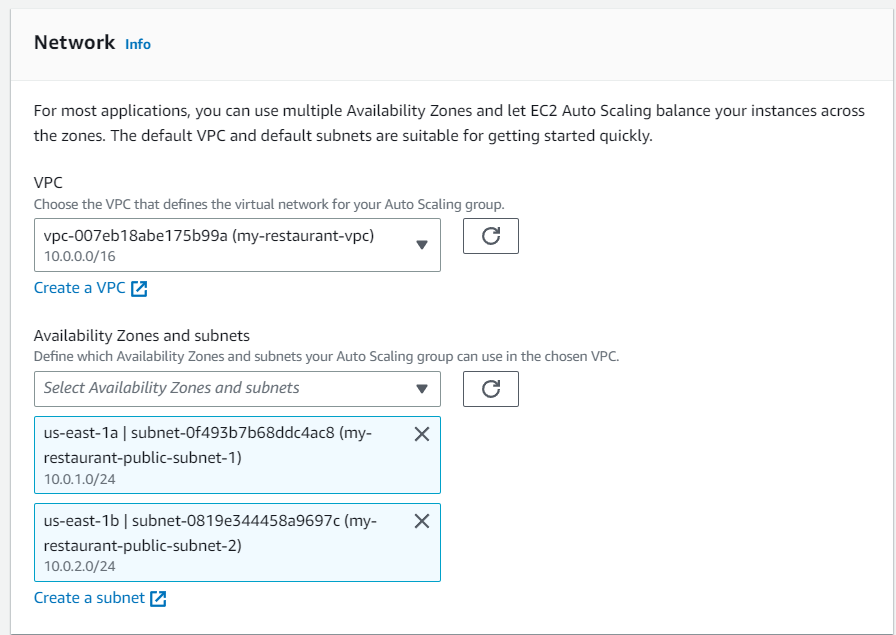 Network Info
For most applications, you can use multiple Availability Zones and let EC2 Auto Scaling balance your instances across
the zones. The default VPC and default subnets are suitable for getting started quickly.
VPC
Choose the VPC that defines the virtual network for your Auto Scaling group.
vpc-007eb18abe175b99a (my-restaurant-vpc)
10.0.0.0/16
Create a VPC
Availability Zones and subnets
Define which Availability Zones and subnets your Auto Scaling group can use in the chosen VPC.
Select Availability Zones and subnets
us-east-1a | subnet-0f493b7b68ddc4ac8 (my-
restaurant-public-subnet-1)
10.0.1.0/24
us-east-1b | subnet-0819e344458a9697c (my-
restaurant-public-subnet-2)
10.0.2.0/24
Create a subnet